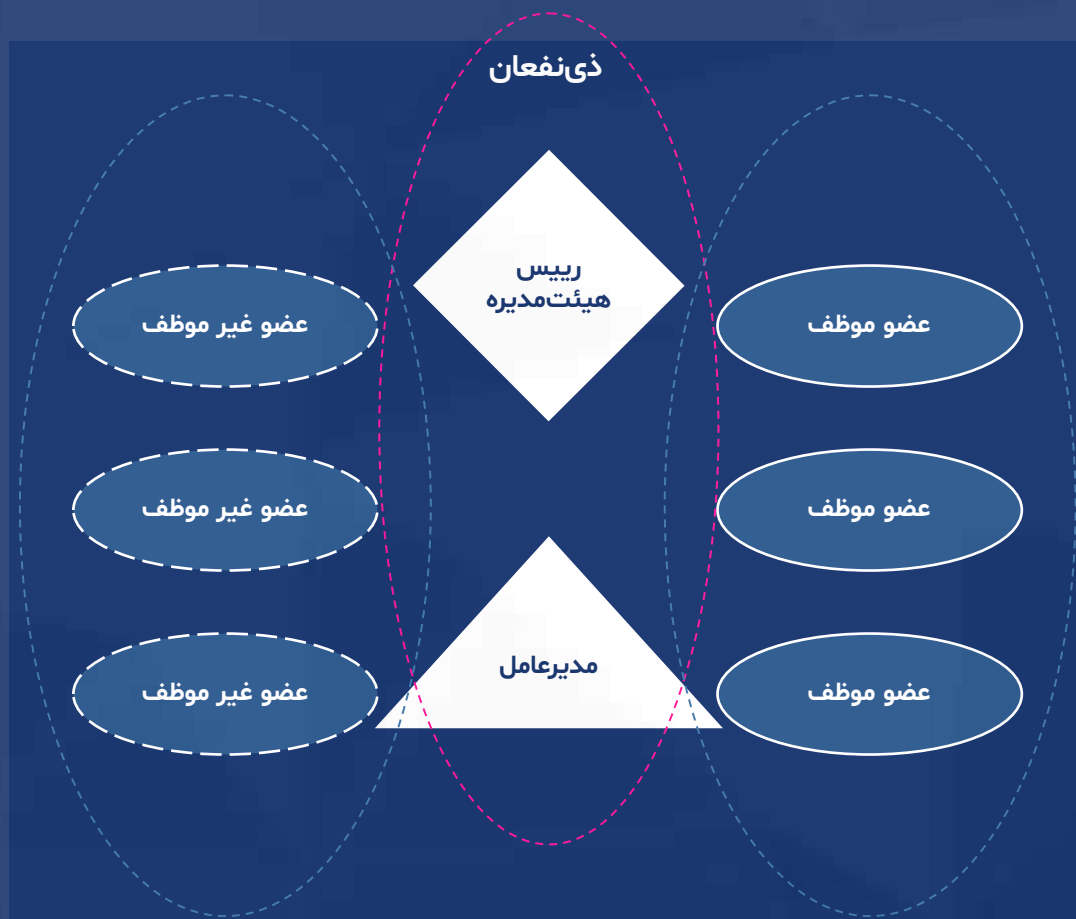 ذی‌نفعان
رییس
هیئت‌مدیره
عضو موظف
عضو غیر موظف
عضو موظف
عضو غیر موظف
مدیرعامل
عضو موظف
عضو غیر موظف